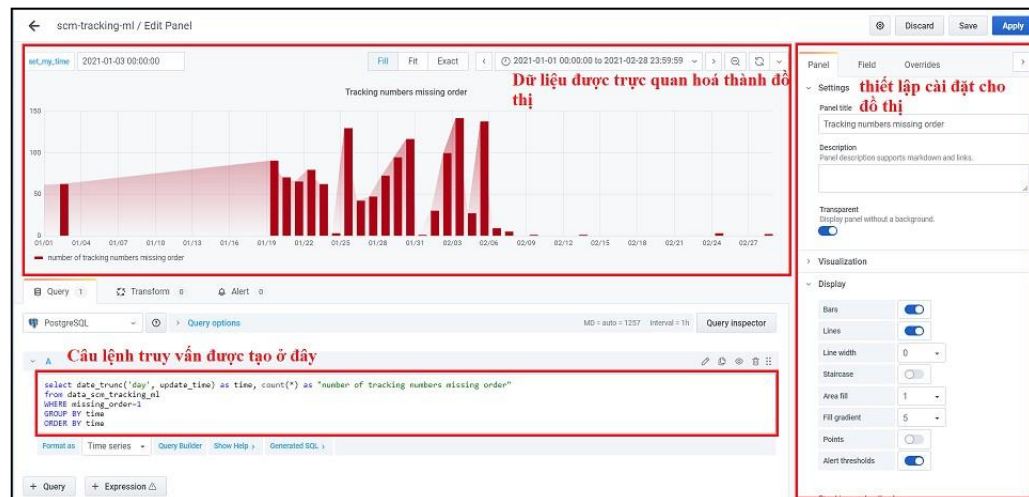 scm-tracking-ml / Edit Panel
Discard Save Apply
set_my_time 2021-01-03 00:00:00
Fill Fit Exact 2021-01-01 00:00:00 to 2021-02-28 23:59:59
Dữ liệu được trực quan hoá thành đồ
thị
Tracking numbers missing order
150
100
50
0
01/01 01/04 01/07 01/10 01/13 01/16 01/19 01/22 01/25 01/28 01/31 02/03 02/06 02/09 02/12 02/15 02/18 02/21 02/24 02/27
number of tracking numbers missing order
Query 1 Transform 0 Alert 0
PostgreSQL Query options MD = auto = 1257 Interval = 1h Query inspector
A Câu lệnh truy vấn được tạo ở đây
select date_trunc('day', update_time) as time, count(*) as "number of tracking numbers missing order"
from data_scm_tracking_ml
WHERE missing_order=1
GROUP BY time
ORDER BY time
Format as Time series Query Builder Show Help > Generated SQL >
+ Query + Expression
Panel Field Overrides
Settings
thiết lập cài đặt cho
đồ thị
Panel title
Tracking numbers missing order
Description
Panel description supports markdown and links.
Transparent
Display panel without a background.
Visualization
Display
Bars
Lines
Line width 0
Staircase
Area fill 1
Fill gradient 5
Points
Alert thresholds